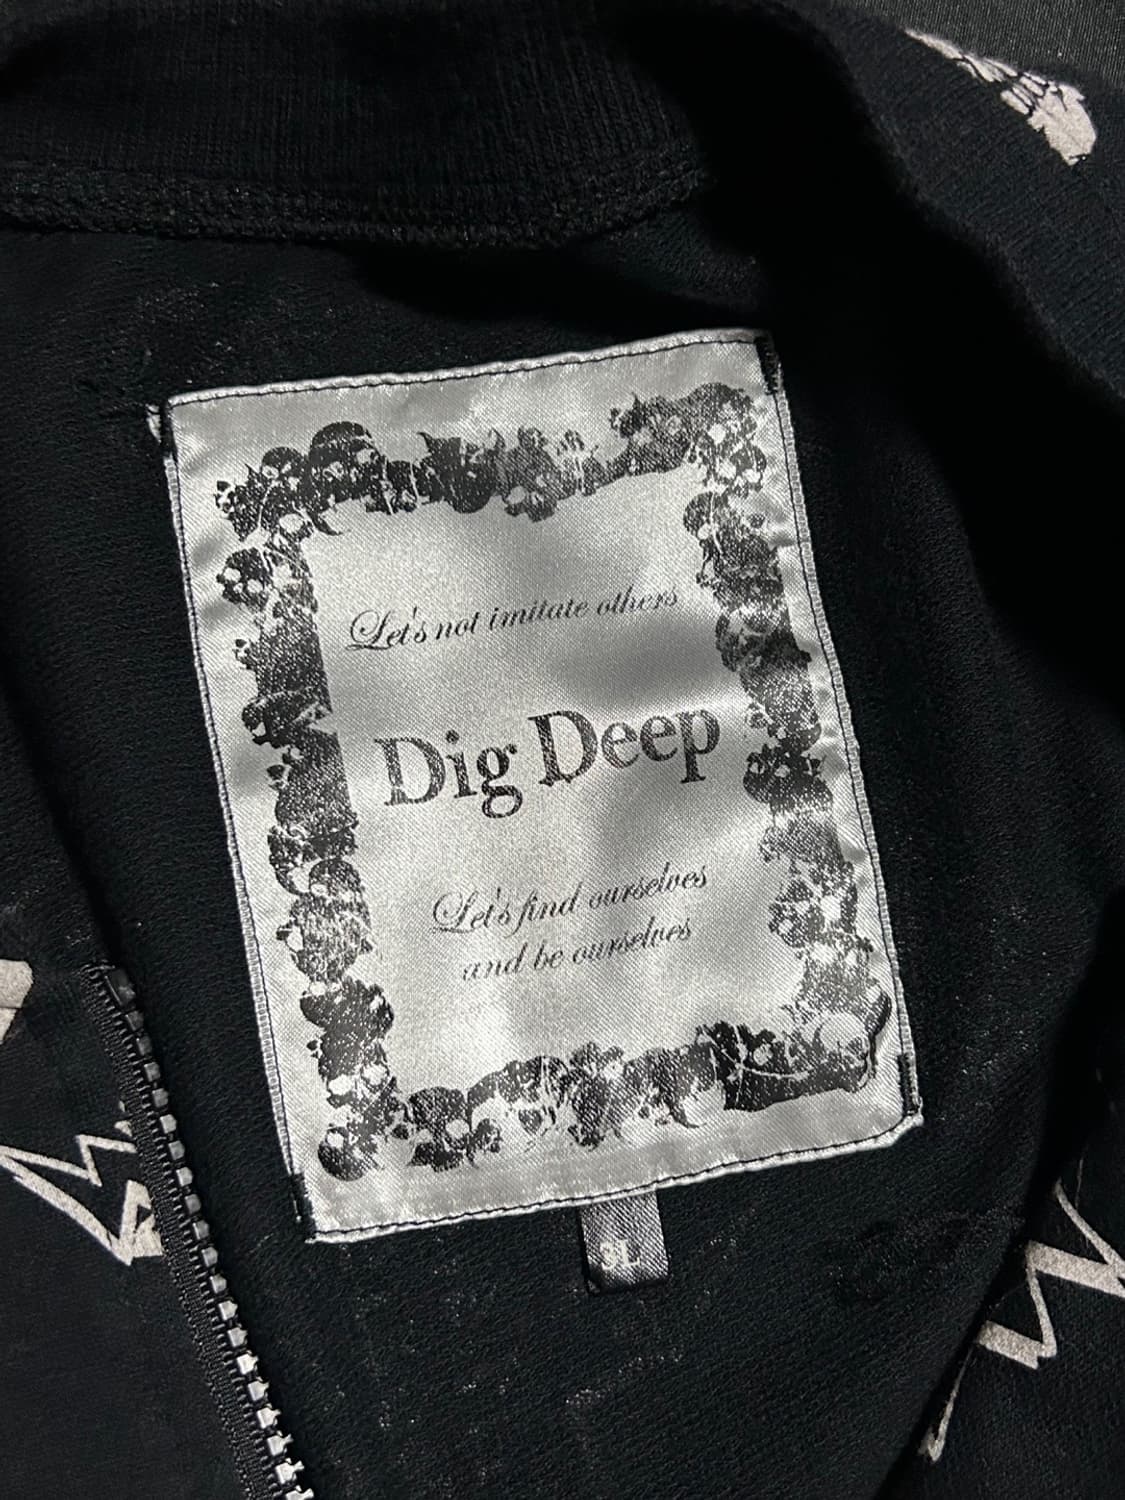 Let's not imitate others
Dig Deep
Let's find ourselves
and be ourselves
3L